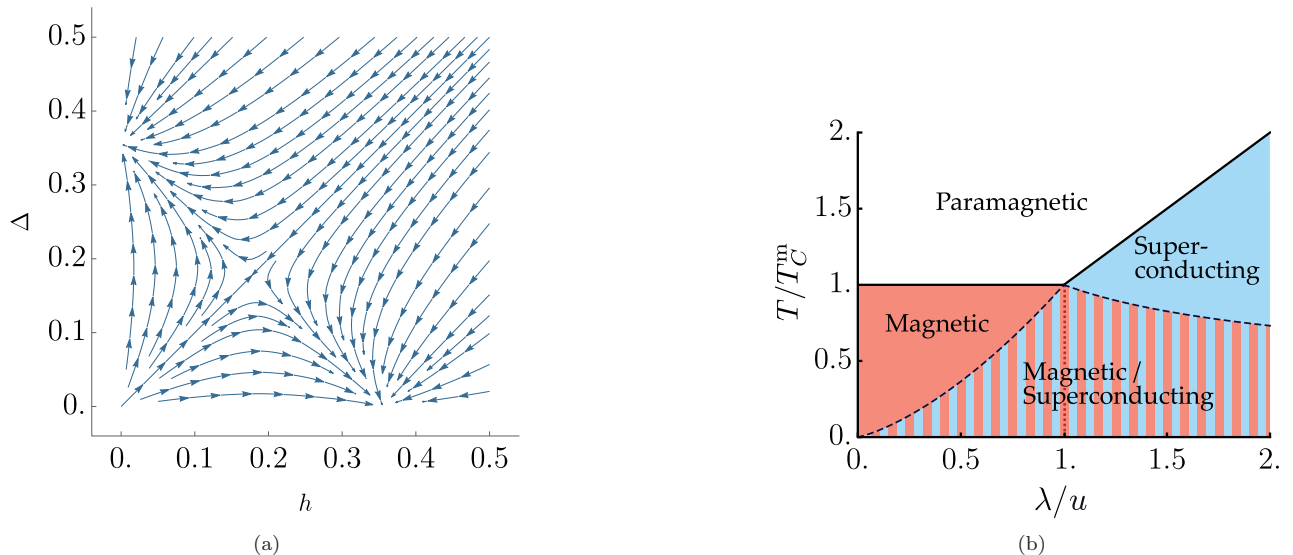 0.5
0.4
0.3
Δ
0.2
0.1
0.
0. 0.1 0.2 0.3 0.4 0.5
h
(a)
2.
1.5
1.
0.5
0.
T/T_C^m
Paramagnetic
Super-
conducting
Magnetic
Magnetic /
Superconducting
0. 0.5 1. 1.5 2.
λ/u
(b)